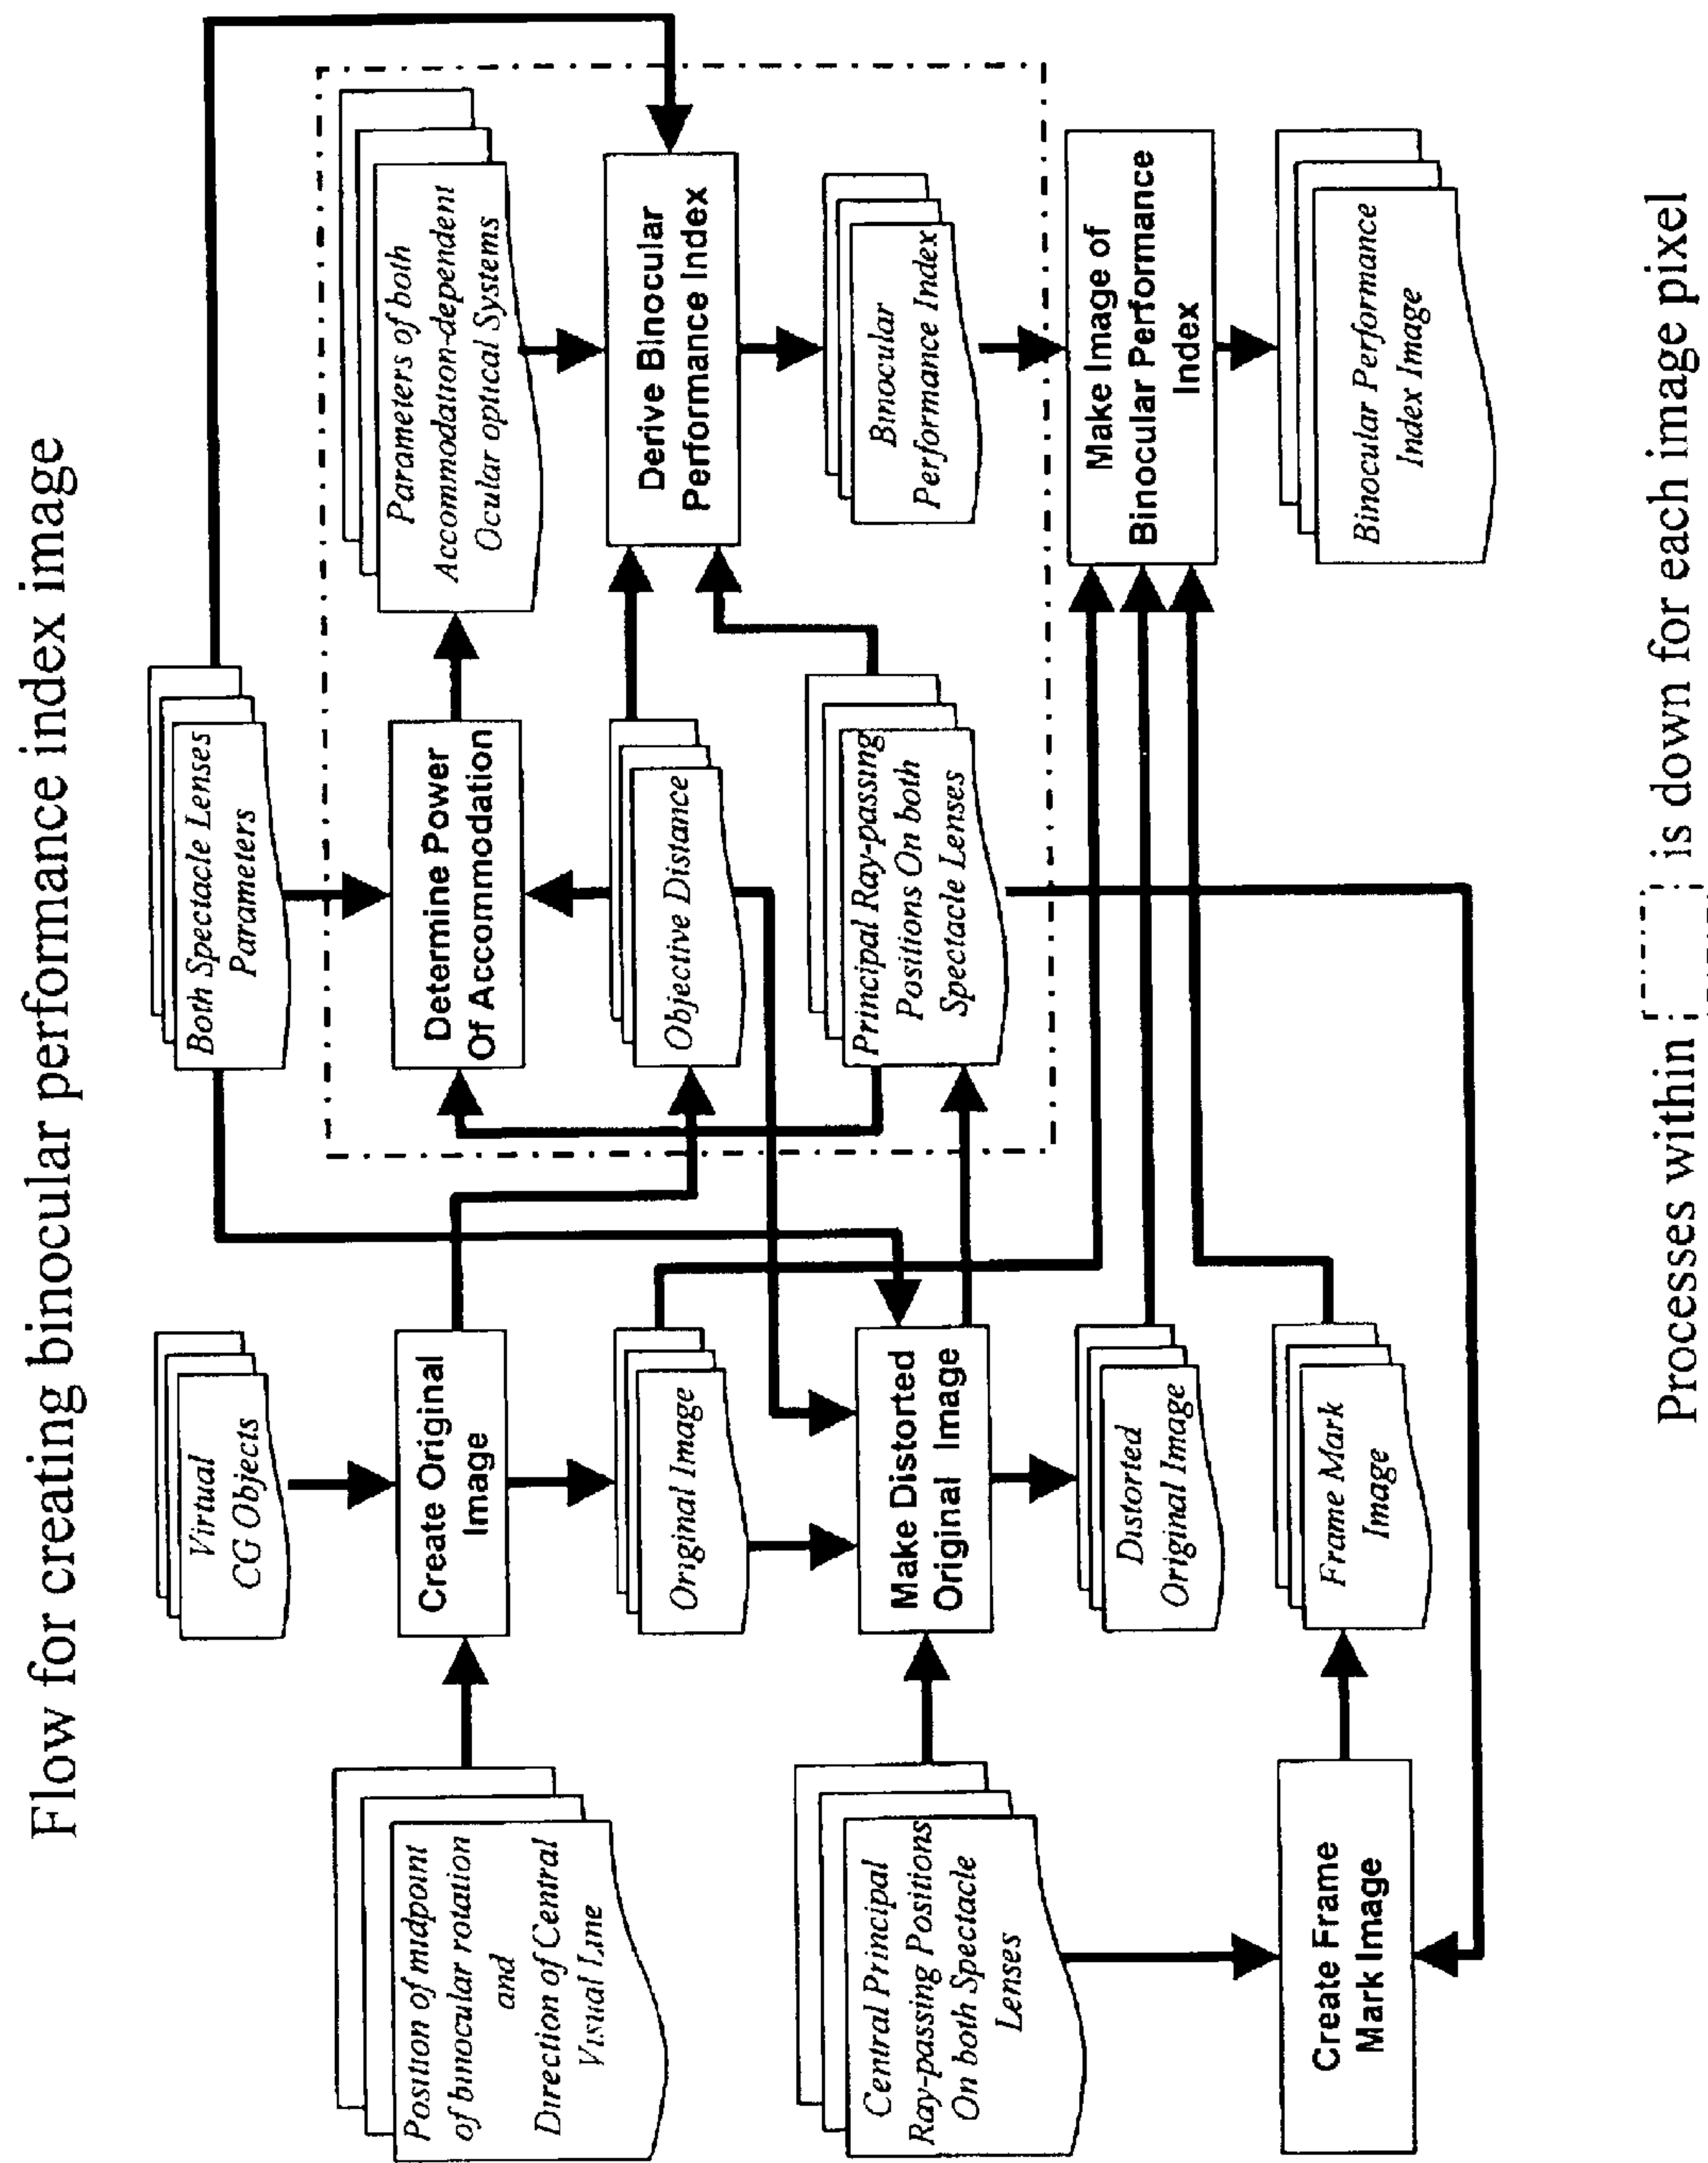 Flow for creating binocular performance index image
Virtual
CG Objects
Both Spectacle Lenses
Parameters
Position of midpoint
of binocular rotation
and
Direction of Central
Visual Line
Create Original
Image
Determine Power
Of Accommodation
Parameters of both
Accommodation-dependent
Ocular optical Systems
Original Image
Objective Distance
Derive Binocular
Performance Index
Central Principal
Ray-passing Positions
On both Spectacle
Lenses
Make Distorted
Original Image
Principal Ray-passing
Positions On both
Spectacle Lenses
Binocular
Performance Index
Distorted
Original Image
Make Image of
Binocular Performance
Index
Create Frame
Mark Image
Frame Mark
Image
Binocular Performance
Index Image
Processes within is down for each image pixel